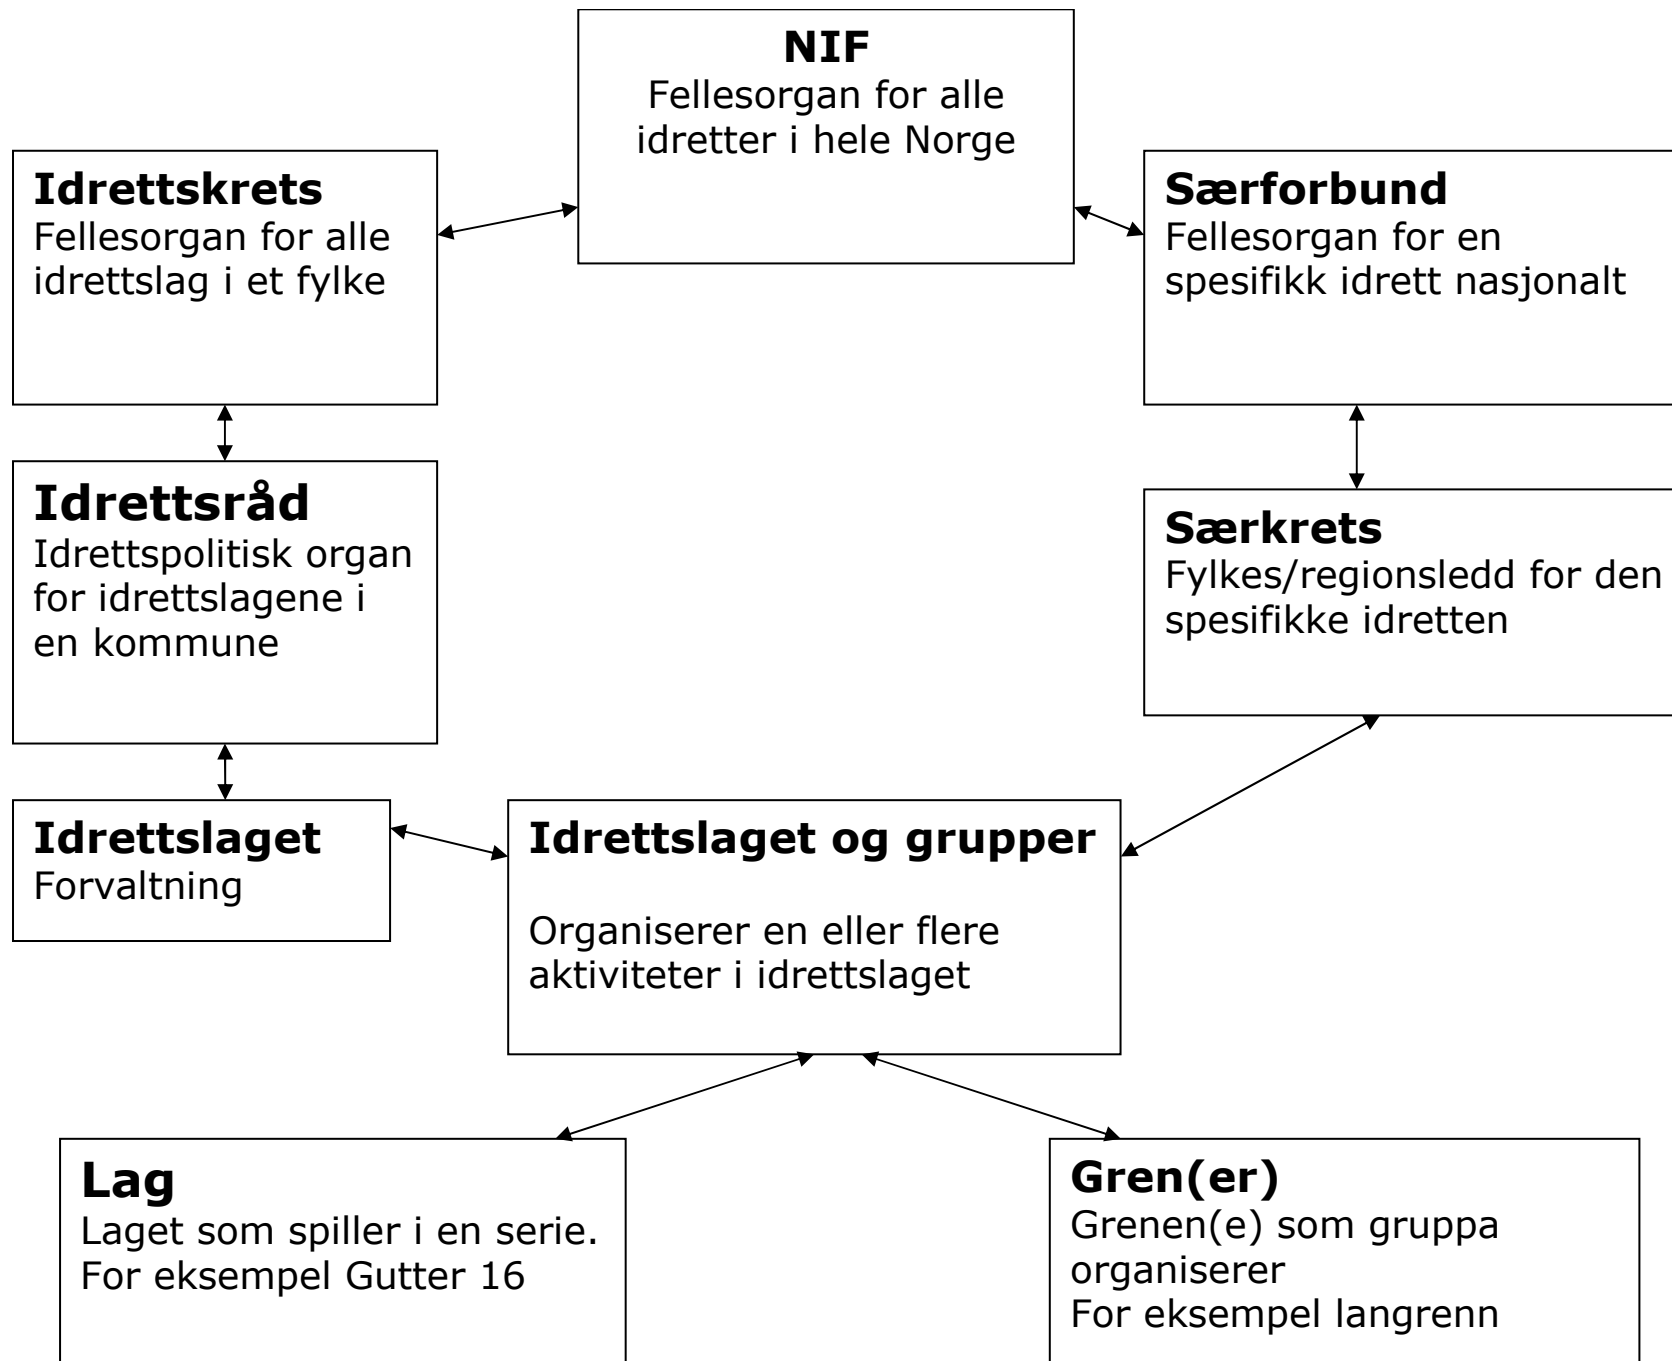 NIF
Fellesorgan for alle
idretter i hele Norge
Idrettskrets
Fellesorgan for alle
idrettslag i et fylke
Særforbund
Fellesorgan for en
spesifikk idrett nasjonalt
Idrettsråd
Idrettspolitisk organ
for idrettslagene i
en kommune
Særkrets
Fylkes/regionsledd for den
spesifikke idretten
Idrettslaget
Forvaltning
Idrettslaget og grupper
Organiserer en eller flere
aktiviteter i idrettslaget
Lag
Laget som spiller i en serie.
For eksempel Gutter 16
Gren(er)
Grenen(e) som gruppa
organiserer
For eksempel langrenn